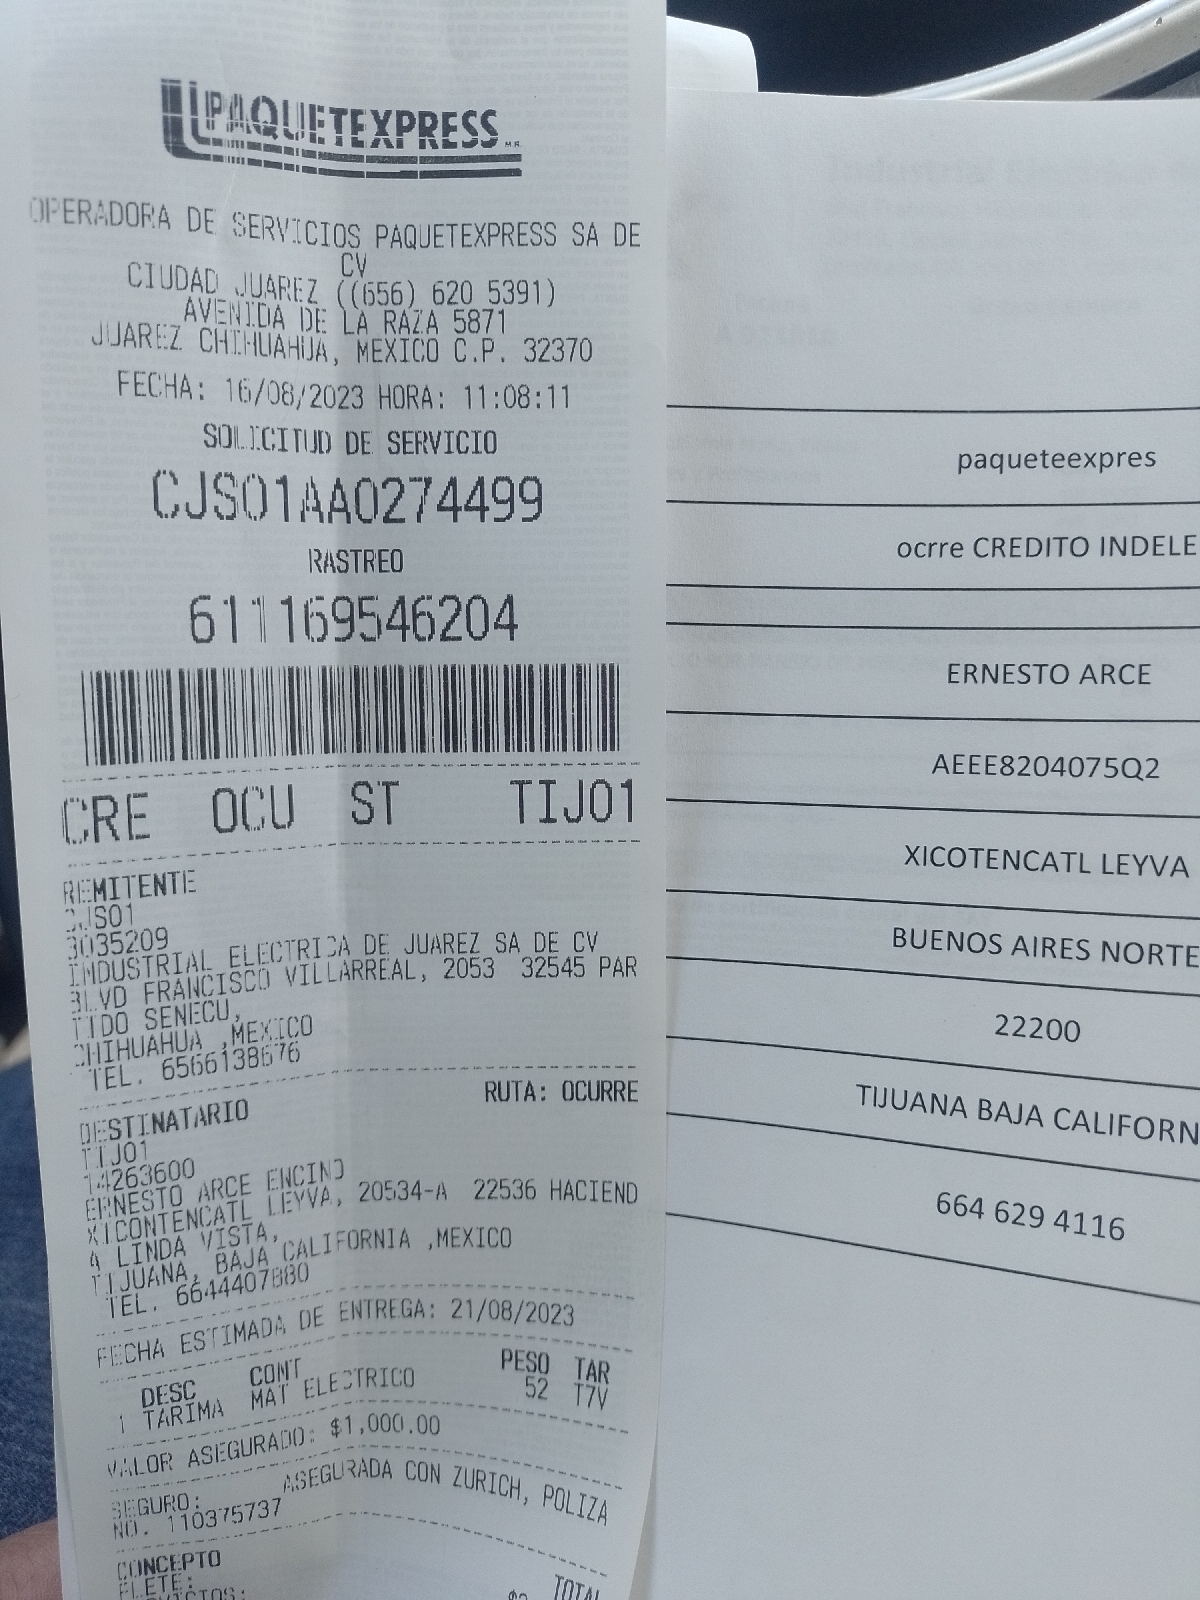 PAQUETEXPRESS M.R.
OPERADORA DE SERVICIOS PAQUETEXPRESS SA DE
CV
CIUDAD JUAREZ ((656) 620 5391)
AVENIDA DE LA RAZA 5871
JUAREZ CHIHUAHUA, MEXICO C.P. 32370
FECHA: 16/08/2023 HORA: 11:08:11
SOLICITUD DE SERVICIO
CJS01AA0274499
RASTREO
611169546204
CRE OCU ST TIJ01
REMITENTE
CJS01
3035209
INDUSTRIAL ELECTRICA DE JUAREZ SA DE CV
BLVD FRANCISCO VILLARREAL, 2053 32545 PAR
TIDO SENECU,
CHIHUAHUA ,MEXICO
TEL. 6566138676
RUTA: OCURRE
DESTINATARIO
TIJ01
14263600
ERNESTO ARCE ENCINO
XICONTENCATL LEYVA, 20534-A 22536 HACIEND
A LINDA VISTA,
TIJUANA, BAJA CALIFORNIA ,MEXICO
TEL. 6644407880
FECHA ESTIMADA DE ENTREGA: 21/08/2023
DESC CONT PESO TAR
1 TARIMA MAT ELECTRICO 52 T7V
VALOR ASEGURADO: $1,000.00
SEGURO: ASEGURADA CON ZURICH, POLIZA
NO. 110375737
CONCEPTO TOTAL
FLETE:
paqueteexpres
ocrre CREDITO INDELE
ERNESTO ARCE
AEEE8204075Q2
XICOTENCATL LEYVA
BUENOS AIRES NORTE
22200
TIJUANA BAJA CALIFORN
664 629 4116